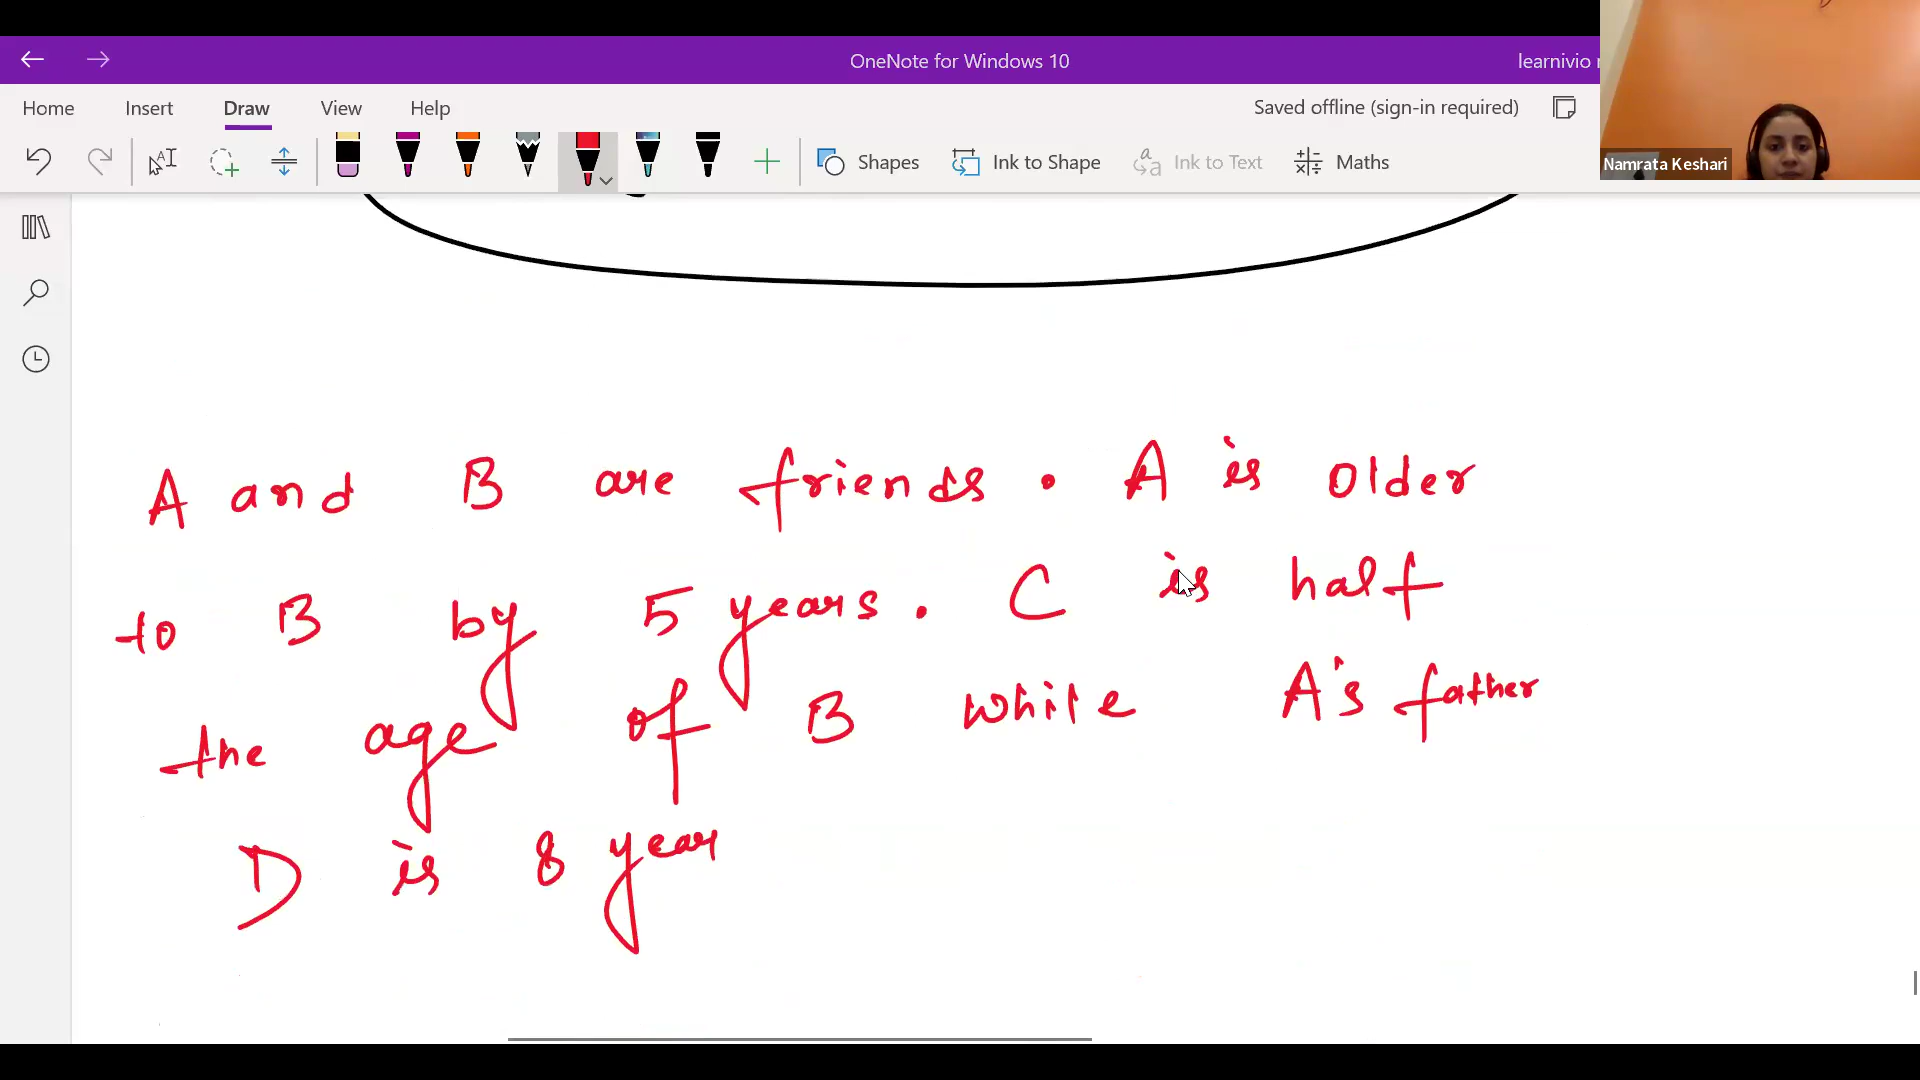 OneNote for Windows 10
learnivio
Home Insert Draw View Help
Saved offline (sign-in required)
Shapes Ink to Shape Ink to Text Maths
Namrata Keshari
A and B are friends. A is older
to B by 5 years. C is half
the age of B while A's father
D is 8 year